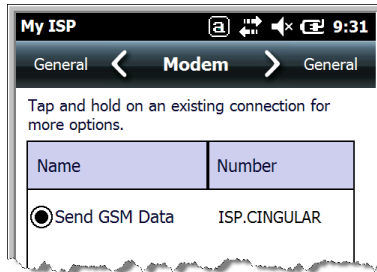 My ISP a 9:31
General Modem General
Tap and hold on an existing connection for
more options.
Name Number
Send GSM Data ISP.CINGULAR